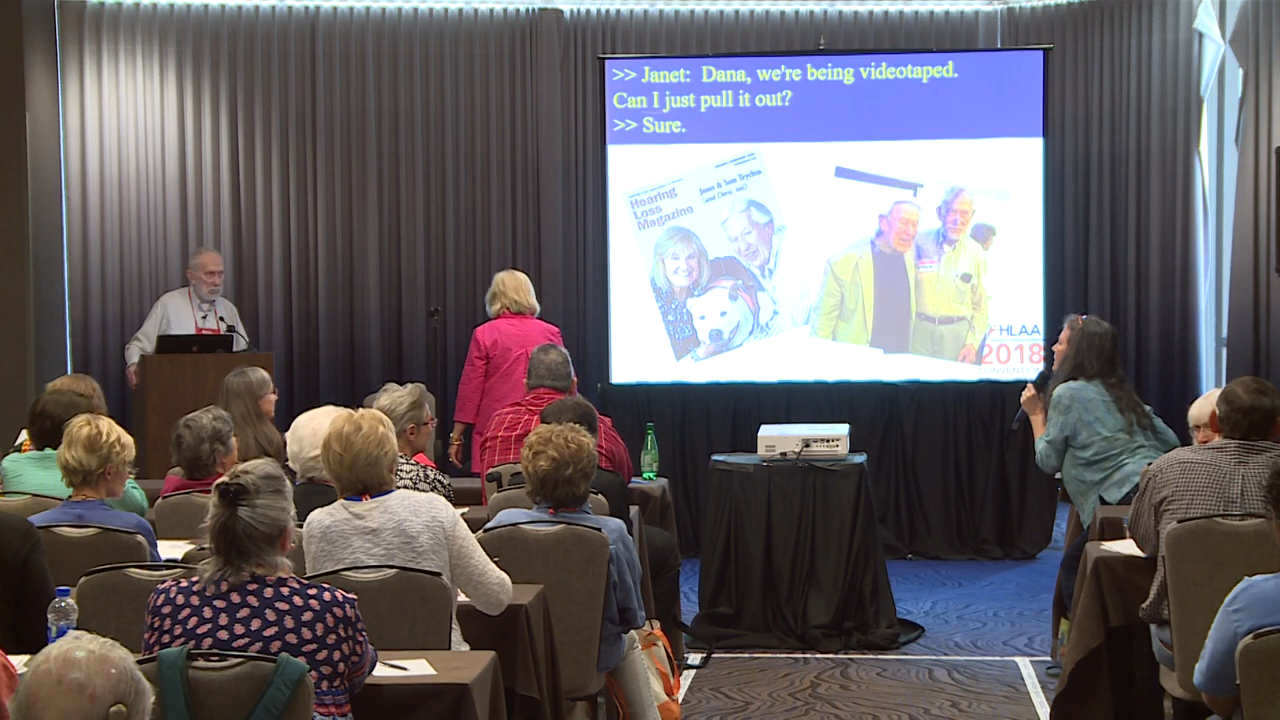 >> Janet: Dana, we're being videotaped.
Can I just pull it out?
>> Sure.
Hearing
Loss
Magazine
Janet & Sam Trychin
HLAA
2018
CONVENTION